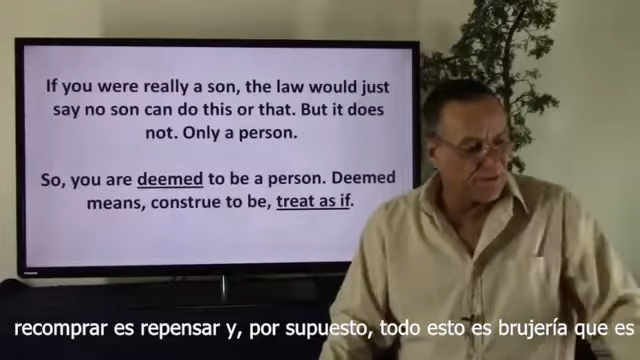 If you were really a son, the law would just
say no son can do this or that. But it does
not. Only a person.
So, you are deemed to be a person. Deemed
means, construe to be, treat as if.
TOSHIBA
recomprar es repensar y, por supuesto, todo esto es brujería que es